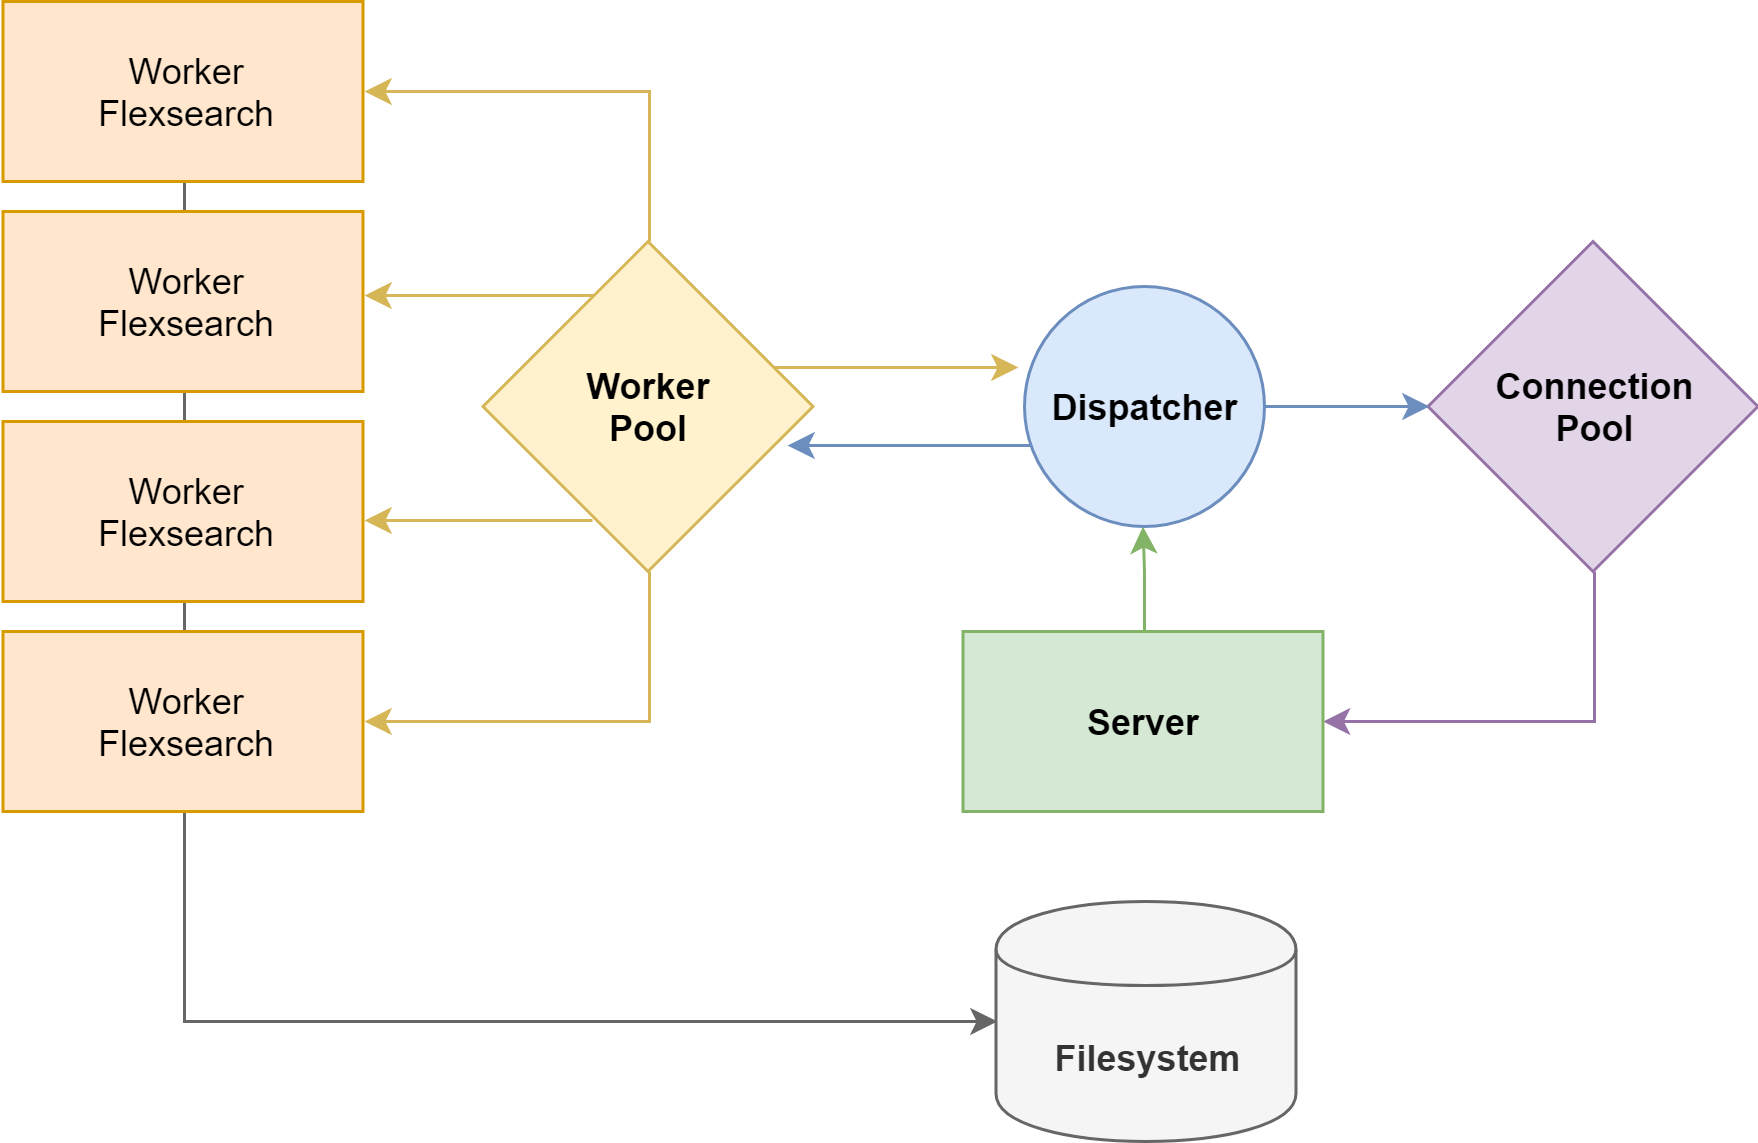 Worker
Flexsearch
Worker
Flexsearch
Worker
Flexsearch
Worker
Flexsearch
Worker
Pool
Dispatcher
Connection
Pool
Server
Filesystem